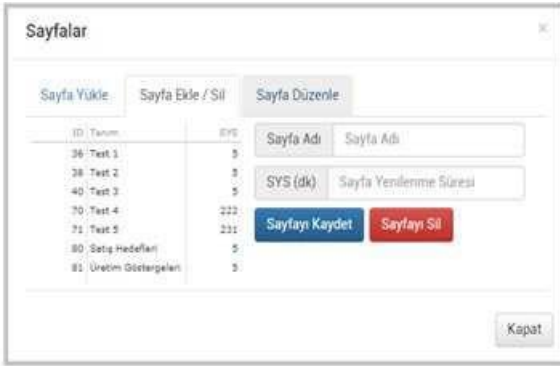 Sayfalar ×
Sayfa Yükle Sayfa Ekle / Sil Sayfa Düzenle
ID Tanım SYS
36 Test 1 5
38 Test 2 5
40 Test 3 5
70 Test 4 222
71 Test 5 231
80 Satış Hedefleri 5
81 Üretim Göstergeleri 5
Sayfa Adı Sayfa Adı
SYS (dk) Sayfa Yenilenme Süresi
Sayfayı Kaydet Sayfayı Sil
Kapat